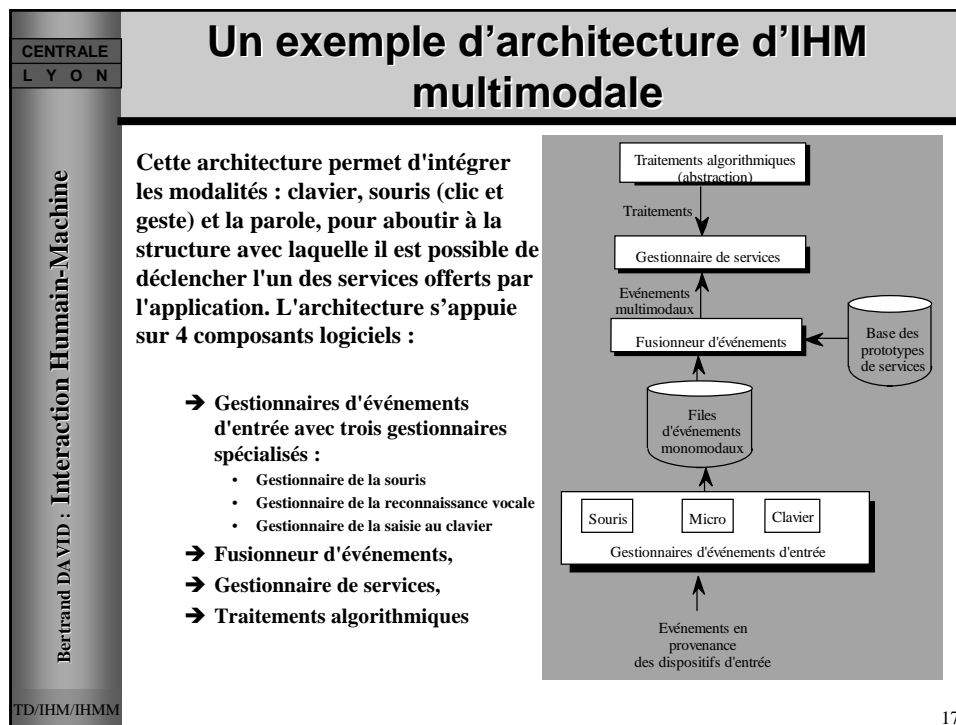 CENTRALE
L Y O N
Un exemple d’architecture d’IHM
multimodale
Bertrand DAVID : Interaction Humain-Machine
Cette architecture permet d'intégrer
les modalités : clavier, souris (clic et
geste) et la parole, pour aboutir à la
structure avec laquelle il est possible de
déclencher l'un des services offerts par
l'application. L'architecture s’appuie
sur 4 composants logiciels :
➔ Gestionnaires d'événements
d'entrée avec trois gestionnaires
spécialisés :
• Gestionnaire de la souris
• Gestionnaire de la reconnaissance vocale
• Gestionnaire de la saisie au clavier
➔ Fusionneur d'événements,
➔ Gestionnaire de services,
➔ Traitements algorithmiques
Traitements algorithmiques
(abstraction)
Traitements
Gestionnaire de services
Evénements
multimodaux
Fusionneur d'événements
Base des
prototypes
de services
Files
d'événements
monomodaux
Souris
Micro
Clavier
Gestionnaires d'événements d'entrée
Evénements en
provenance
des dispositifs d'entrée
TD/IHM/IHMM
17